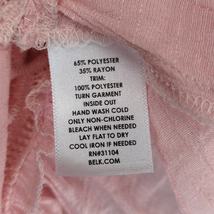 65% POLYESTER
35% RAYON
TRIM:
100% POLYESTER
TURN GARMENT
INSIDE OUT
HAND WASH COLD
ONLY NON-CHLORINE
BLEACH WHEN NEEDED
LAY FLAT TO DRY
COOL IRON IF NEEDED
RN#31104
BELK.COM